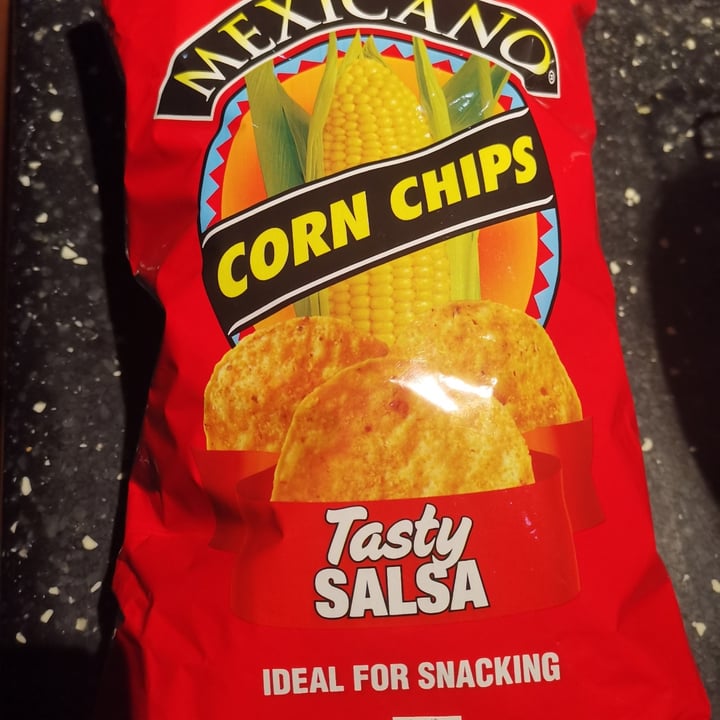 MEXICANO®
CORN CHIPS
Tasty
SALSA
IDEAL FOR SNACKING